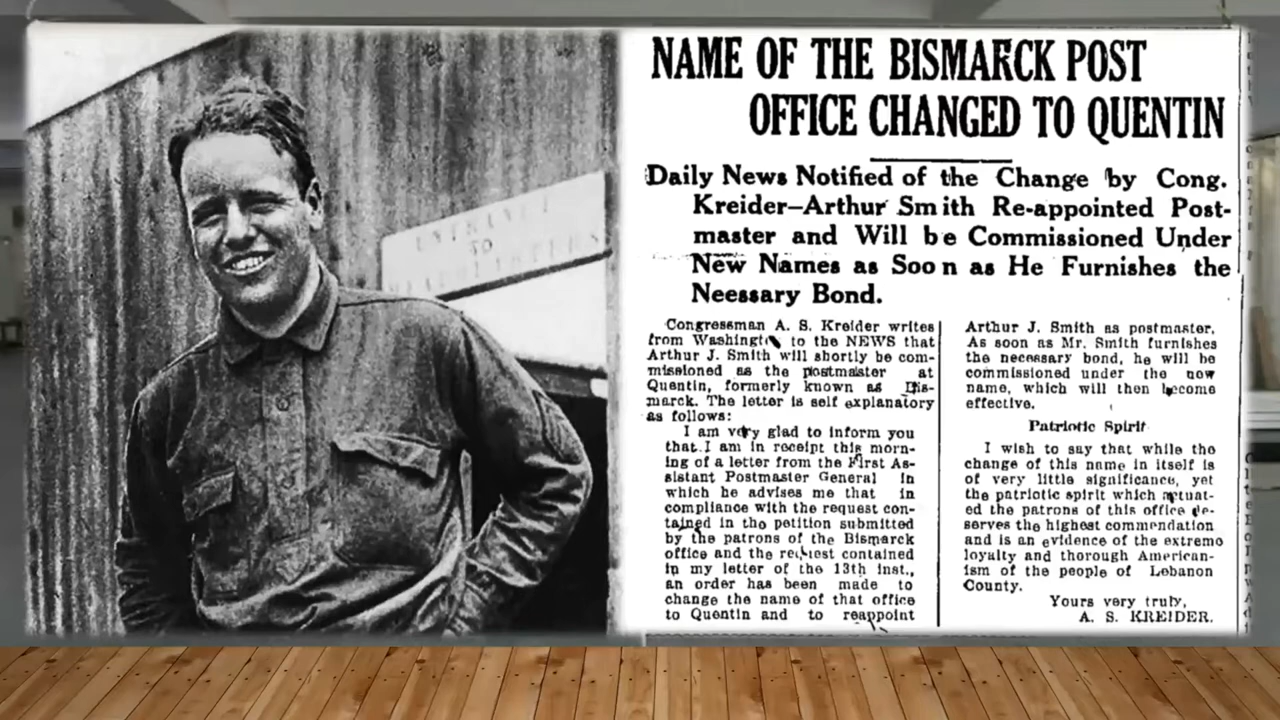 ENTRANCE
TO
NAME OF THE BISMARCK POST
OFFICE CHANGED TO QUENTIN
Daily News Notified of the Change by Cong.
Kreider–Arthur Smith Re-appointed Post-
master and Will be Commissioned Under
New Names as Soon as He Furnishes the
Neessary Bond.
Congressman A. S. Kreider writes
from Washington to the NEWS that
Arthur J. Smith will shortly be com-
missioned as the postmaster at
Quentin, formerly known as Bis-
marck. The letter is self explanatory
as follows:
I am very glad to inform you
that I am in receipt this morn-
ing of a letter from the First As-
sistant Postmaster General in
which he advises me that in
compliance with the request con-
tained in the petition submitted
by the patrons of the Bismarck
office and the request contained
in my letter of the 13th inst.,
an order has been made to
change the name of that office
to Quentin and to reappoint
Arthur J. Smith as postmaster.
As soon as Mr. Smith furnishes
the necessary bond, he will be
commissioned under the new
name, which will then become
effective.
Patriotic Spirit
I wish to say that while the
change of this name in itself is
of very little significance, yet
the patriotic spirit which actuat-
ed the patrons of this office de-
serves the highest commendation
and is an evidence of the extreme
loyalty and thorough American-
ism of the people of Lebanon
County.
Yours very truly,
A. S. KREIDER.